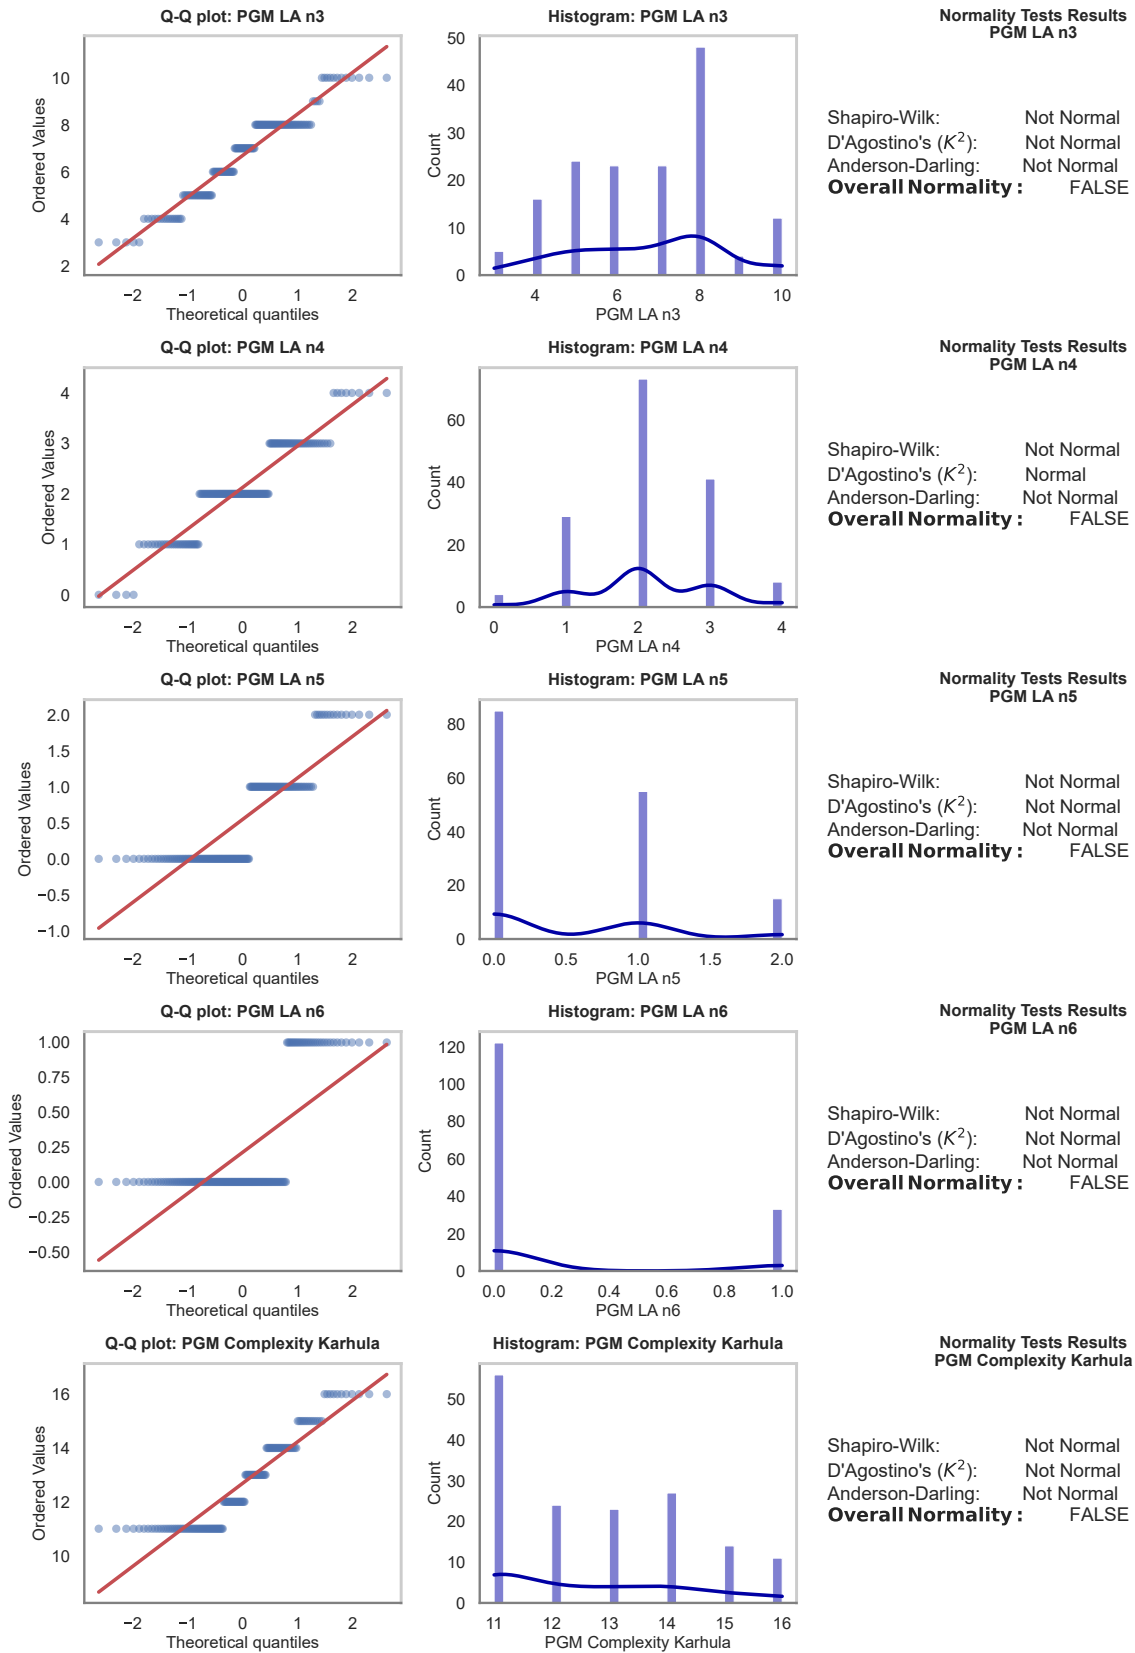 Q-Q plot: PGM LA n3
Ordered Values
10
8
6
4
2
−2 −1 0 1 2
Theoretical quantiles
Histogram: PGM LA n3
Count
50
40
30
20
10
0
4 6 8 10
PGM LA n3
Normality Tests Results
PGM LA n3
Shapiro-Wilk: Not Normal
D'Agostino's (K²): Not Normal
Anderson-Darling: Not Normal
Overall Normality: FALSE
Q-Q plot: PGM LA n4
Ordered Values
4
3
2
1
0
−2 −1 0 1 2
Theoretical quantiles
Histogram: PGM LA n4
Count
60
40
20
0
0 1 2 3 4
PGM LA n4
Normality Tests Results
PGM LA n4
Shapiro-Wilk: Not Normal
D'Agostino's (K²): Normal
Anderson-Darling: Not Normal
Overall Normality: FALSE
Q-Q plot: PGM LA n5
Ordered Values
2.0
1.5
1.0
0.5
0.0
−0.5
−1.0
−2 −1 0 1 2
Theoretical quantiles
Histogram: PGM LA n5
Count
80
60
40
20
0
0.0 0.5 1.0 1.5 2.0
PGM LA n5
Normality Tests Results
PGM LA n5
Shapiro-Wilk: Not Normal
D'Agostino's (K²): Not Normal
Anderson-Darling: Not Normal
Overall Normality: FALSE
Q-Q plot: PGM LA n6
Ordered Values
1.00
0.75
0.50
0.25
0.00
−0.25
−0.50
−2 −1 0 1 2
Theoretical quantiles
Histogram: PGM LA n6
Count
120
100
80
60
40
20
0
0.0 0.2 0.4 0.6 0.8 1.0
PGM LA n6
Normality Tests Results
PGM LA n6
Shapiro-Wilk: Not Normal
D'Agostino's (K²): Not Normal
Anderson-Darling: Not Normal
Overall Normality: FALSE
Q-Q plot: PGM Complexity Karhula
Ordered Values
16
14
12
10
−2 −1 0 1 2
Theoretical quantiles
Histogram: PGM Complexity Karhula
Count
50
40
30
20
10
0
11 12 13 14 15 16
PGM Complexity Karhula
Normality Tests Results
PGM Complexity Karhula
Shapiro-Wilk: Not Normal
D'Agostino's (K²): Not Normal
Anderson-Darling: Not Normal
Overall Normality: FALSE